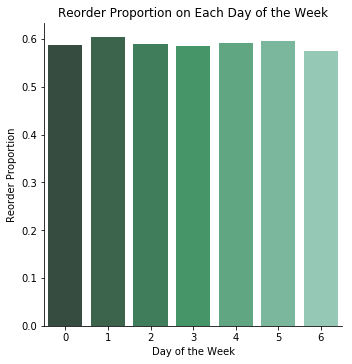 Reorder Proportion on Each Day of the Week
0.6
0.5
0.4
0.3
0.2
0.1
0.0
Reorder Proportion
0 1 2 3 4 5 6
Day of the Week